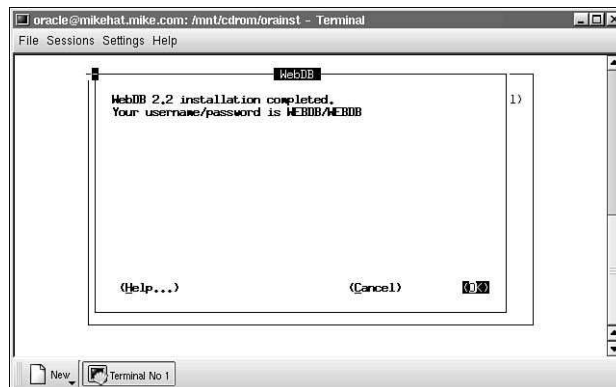 oracle@mikehat.mike.com: /mnt/cdrom/orainst - Terminal
File Sessions Settings Help
WebDB
WebDB 2.2 installation completed.
Your username/password is WEBDB/WEBDB
l)
(Help...) (Cancel) (OK)
New Terminal No 1